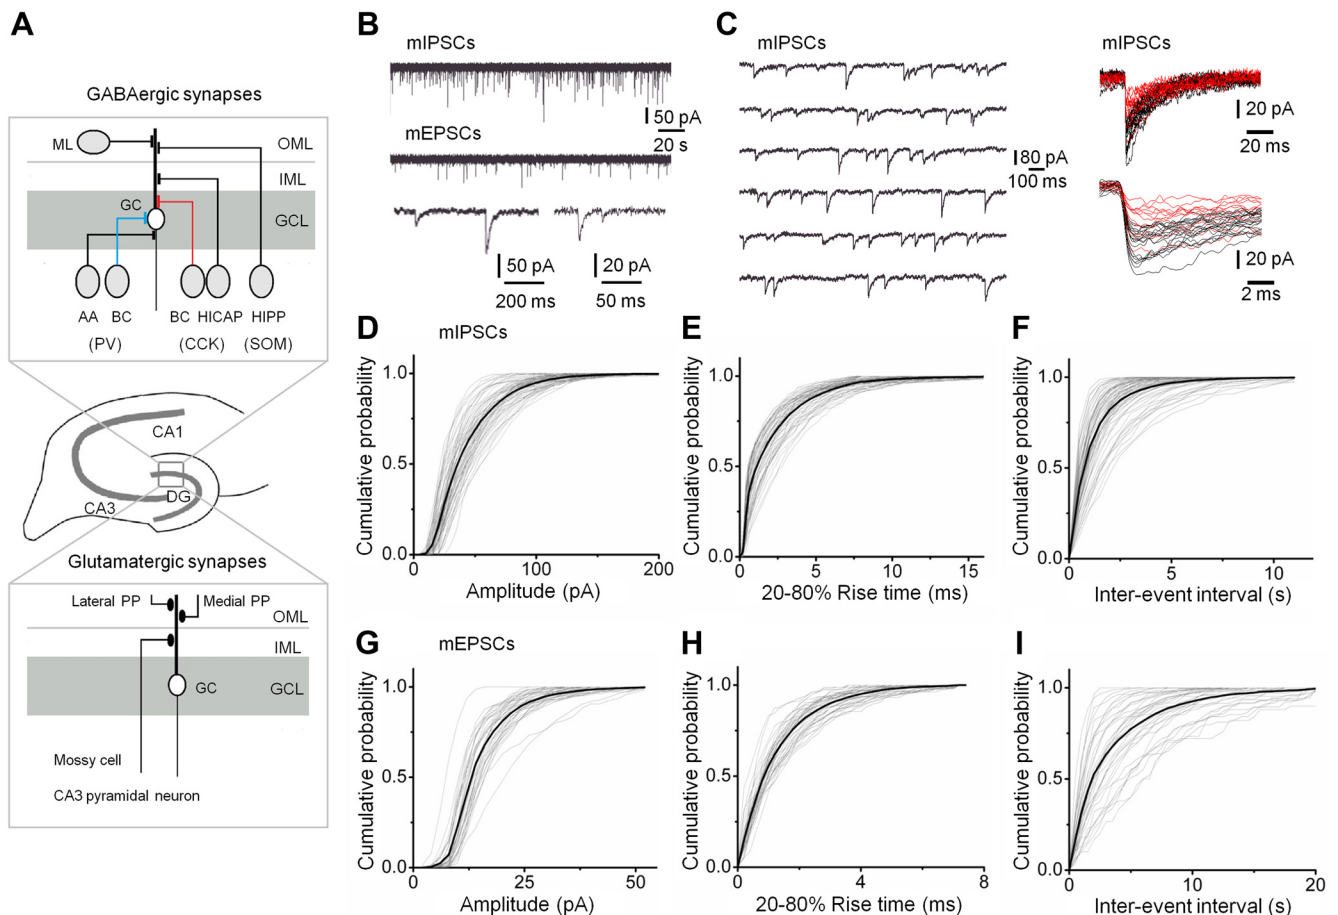 A
GABAergic synapses
ML
OML
IML
GC
GCL
AA BC BC HICAP HIPP
(PV) (CCK) (SOM)
CA1
DG
CA3
Glutamatergic synapses
Lateral PP Medial PP
OML
IML
GC GCL
Mossy cell
CA3 pyramidal neuron
B
mIPSCs
50 pA
20 s
mEPSCs
50 pA 20 pA
200 ms 50 ms
C
mIPSCs
80 pA
100 ms
mIPSCs
20 pA
20 ms
20 pA
2 ms
D
mIPSCs
Cumulative probability
1.0
0.5
0.0
0 100 200
Amplitude (pA)
E
Cumulative probability
1.0
0.5
0.0
0 5 10 15
20-80% Rise time (ms)
F
Cumulative probability
1.0
0.5
0.0
0 5 10
Inter-event interval (s)
G
mEPSCs
Cumulative probability
1.0
0.5
0.0
0 25 50
Amplitude (pA)
H
Cumulative probability
1.0
0.5
0.0
0 4 8
20-80% Rise time (ms)
I
Cumulative probability
1.0
0.5
0.0
0 10 20
Inter-event interval (s)